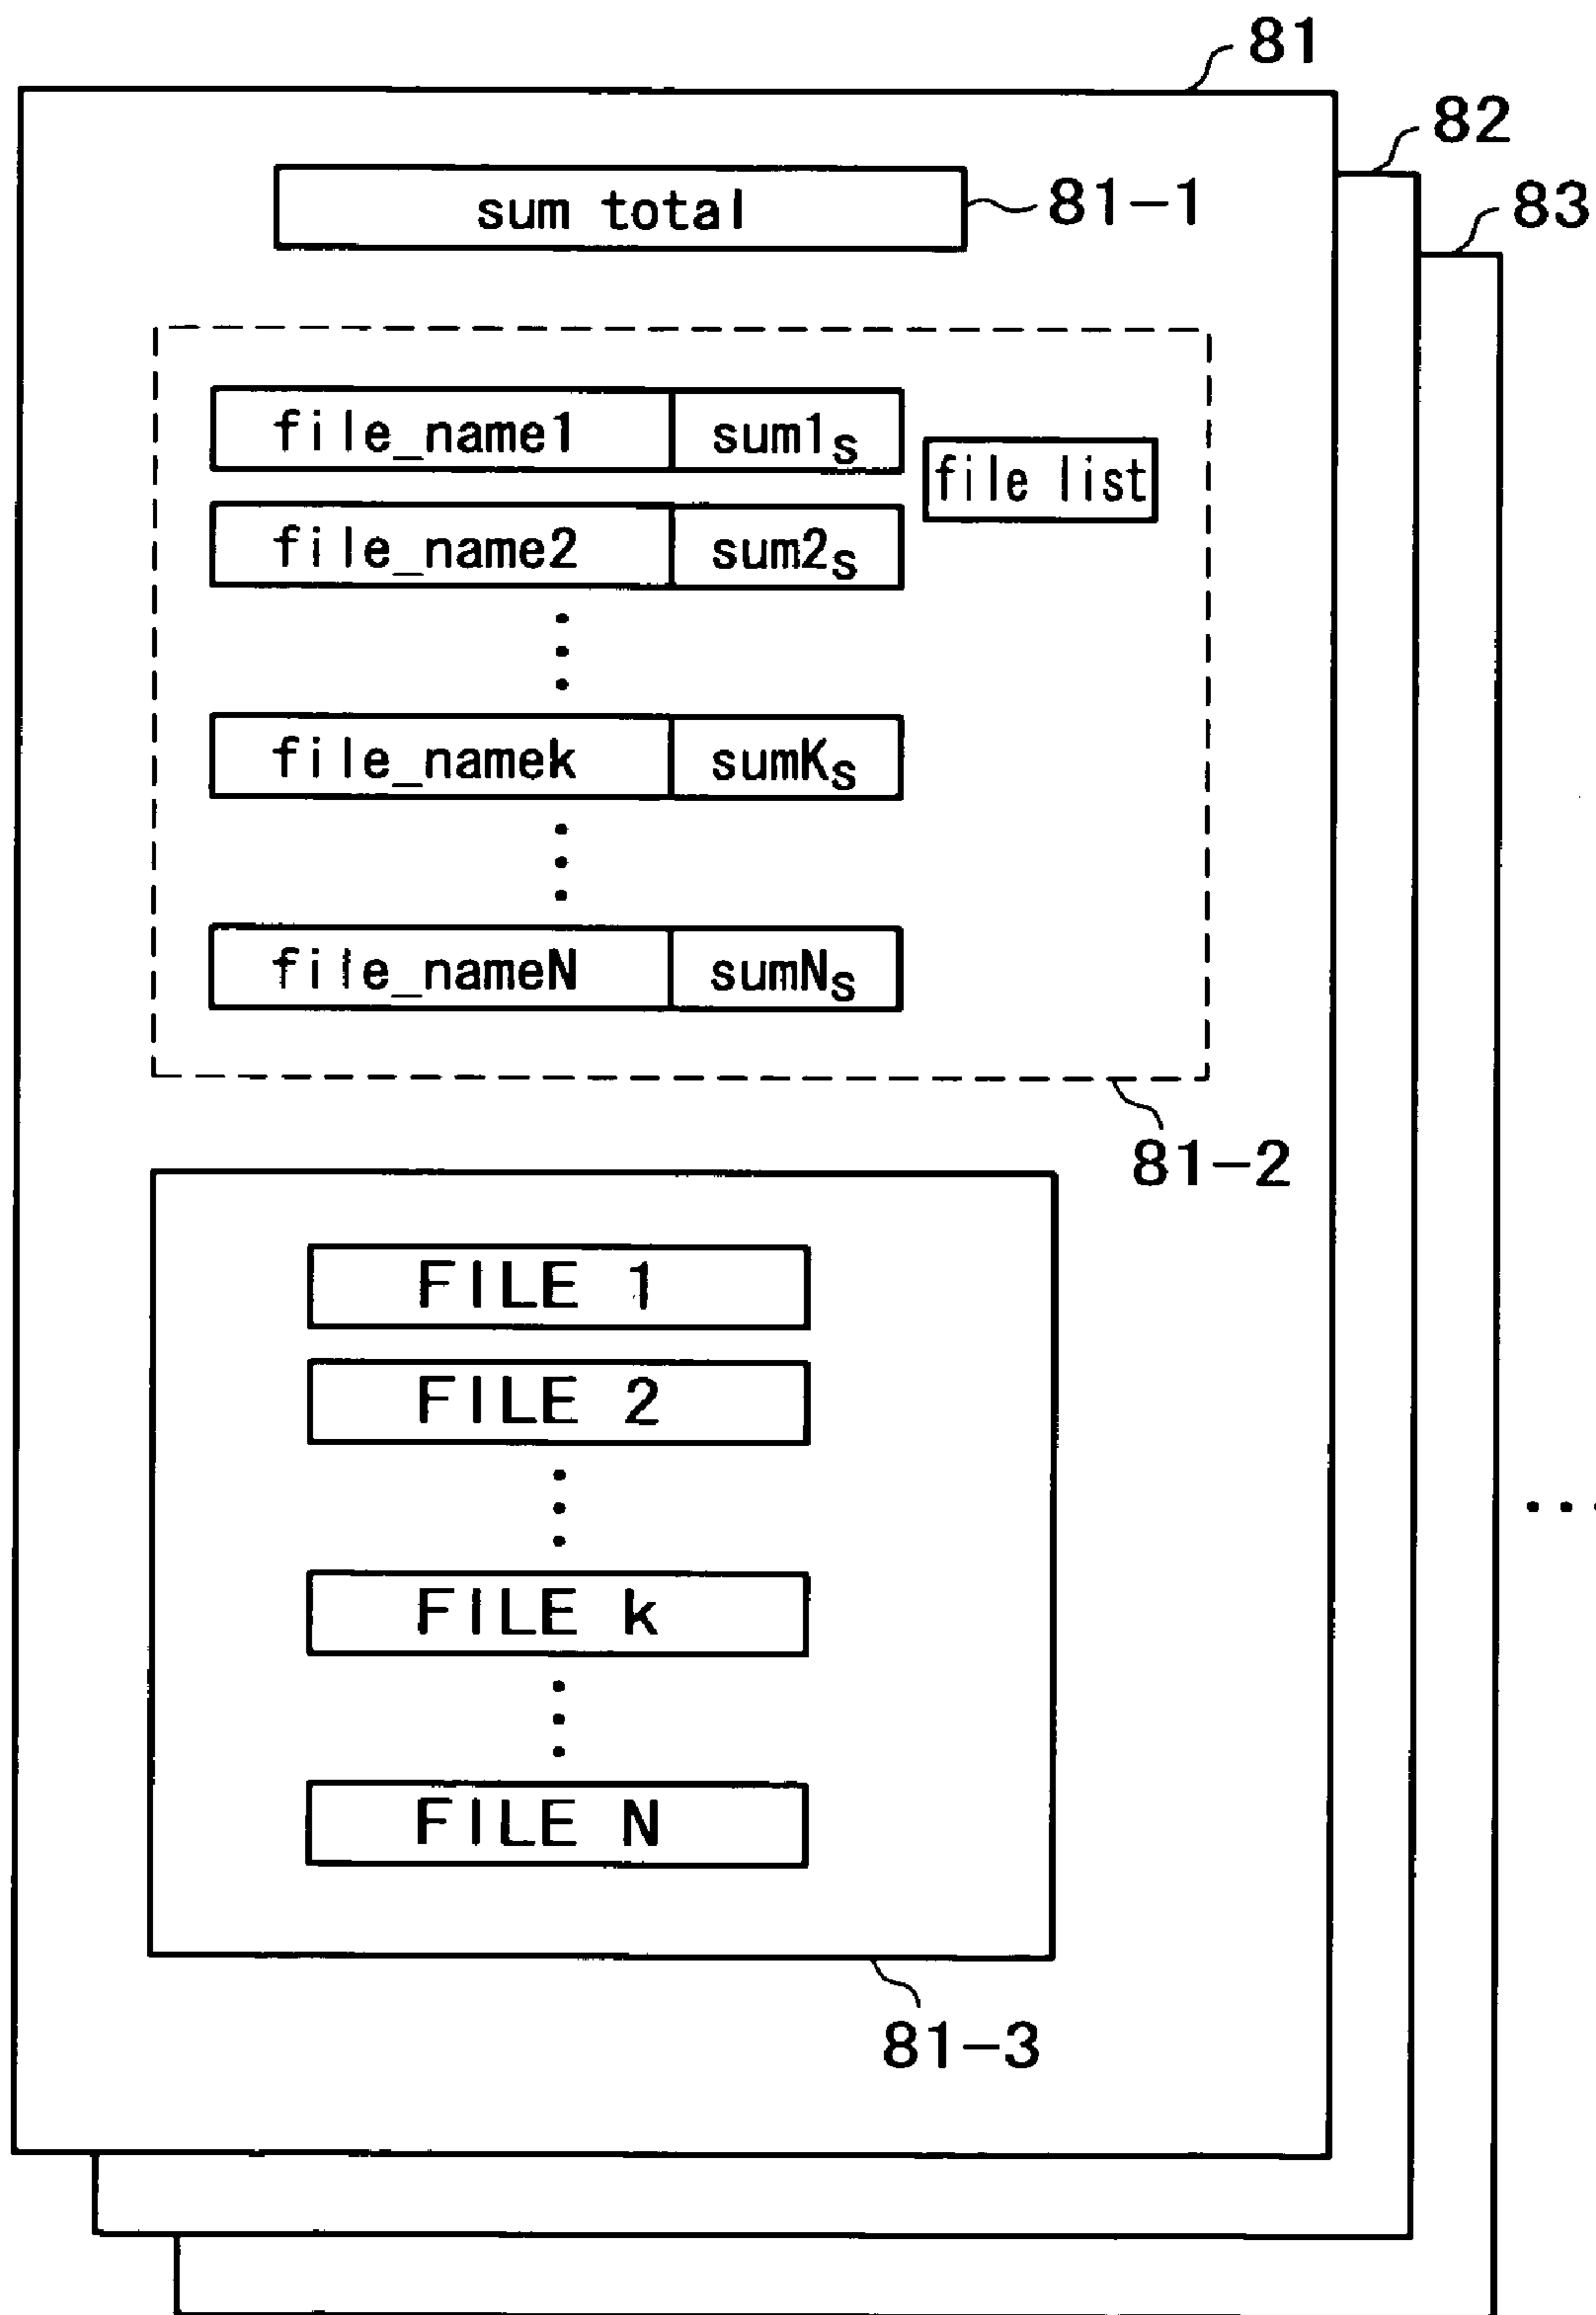 81
82
83
sum total
81-1
file_name1 sum1s
file list
file_name2 sum2s
file_namek sumKs
file_nameN sumNs
81-2
FILE 1
FILE 2
FILE k
FILE N
81-3